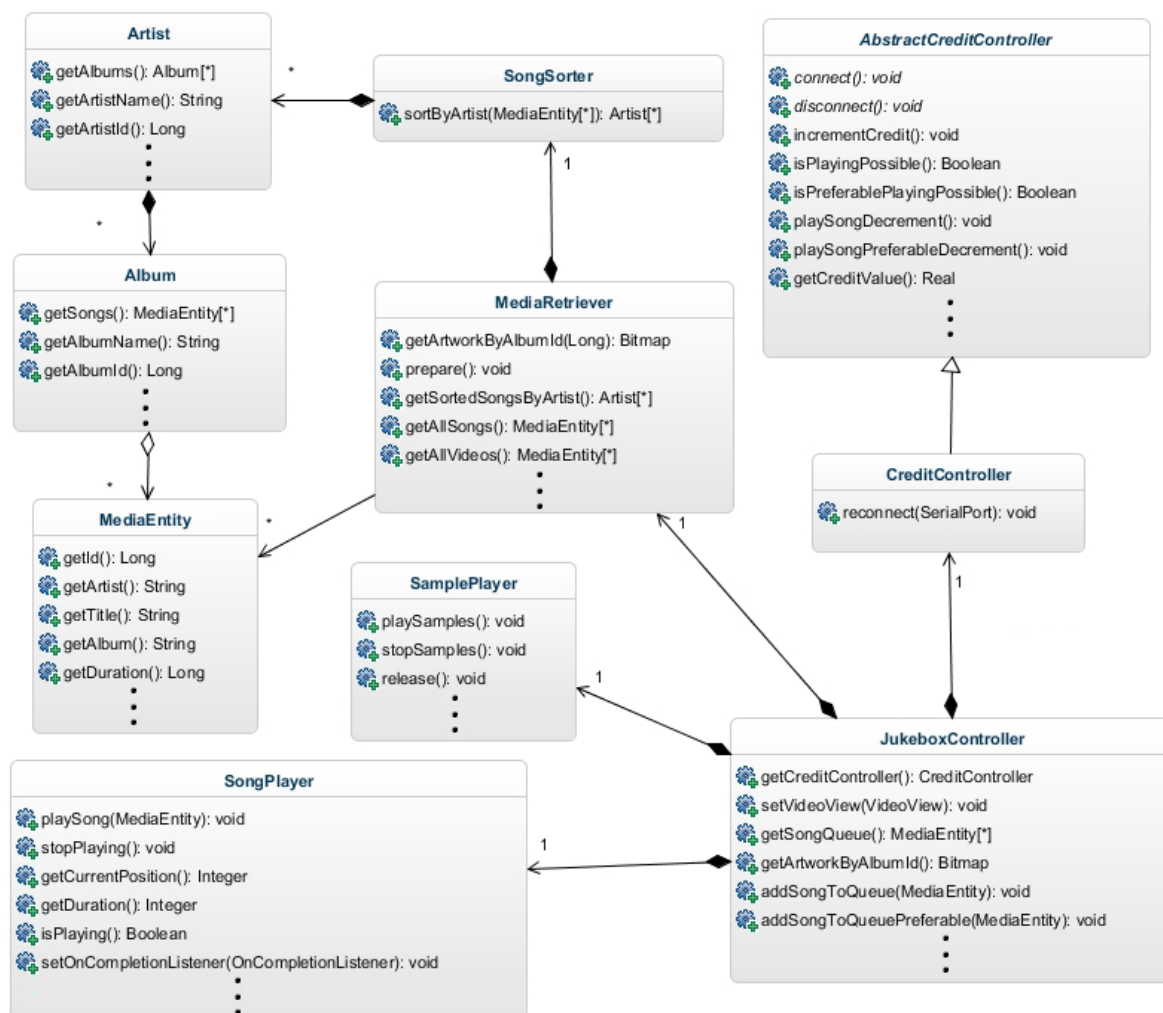 Artist
getAlbums(): Album[*]
getArtistName(): String
getArtistId(): Long
*
SongSorter
sortByArtist(MediaEntity[*]): Artist[*]
AbstractCreditController
connect(): void
disconnect(): void
incrementCredit(): void
isPlayingPossible(): Boolean
isPreferablePlayingPossible(): Boolean
playSongDecrement(): void
playSongPreferableDecrement(): void
getCreditValue(): Real
1
*
Album
getSongs(): MediaEntity[*]
getAlbumName(): String
getAlbumId(): Long
MediaRetriever
getArtworkByAlbumId(Long): Bitmap
prepare(): void
getSortedSongsByArtist(): Artist[*]
getAllSongs(): MediaEntity[*]
getAllVideos(): MediaEntity[*]
*
MediaEntity
getId(): Long
getArtist(): String
getTitle(): String
getAlbum(): String
getDuration(): Long
*
1
CreditController
reconnect(SerialPort): void
1
SamplePlayer
playSamples(): void
stopSamples(): void
release(): void
1
SongPlayer
playSong(MediaEntity): void
stopPlaying(): void
getCurrentPosition(): Integer
getDuration(): Integer
isPlaying(): Boolean
setOnCompletionListener(OnCompletionListener): void
1
JukeboxController
getCreditController(): CreditController
setVideoView(VideoView): void
getSongQueue(): MediaEntity[*]
getArtworkByAlbumId(): Bitmap
addSongToQueue(MediaEntity): void
addSongToQueuePreferable(MediaEntity): void